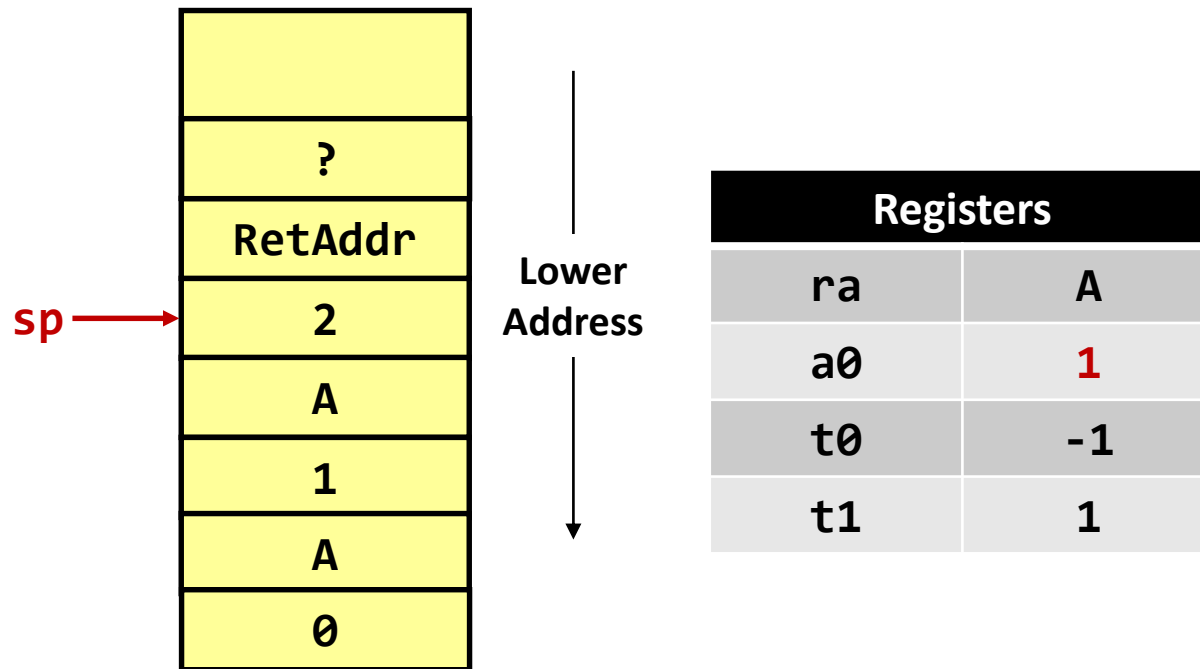 ?
RetAddr
sp
2
A
1
A
0
Lower
Address
Registers
ra A
a0 1
t0 -1
t1 1